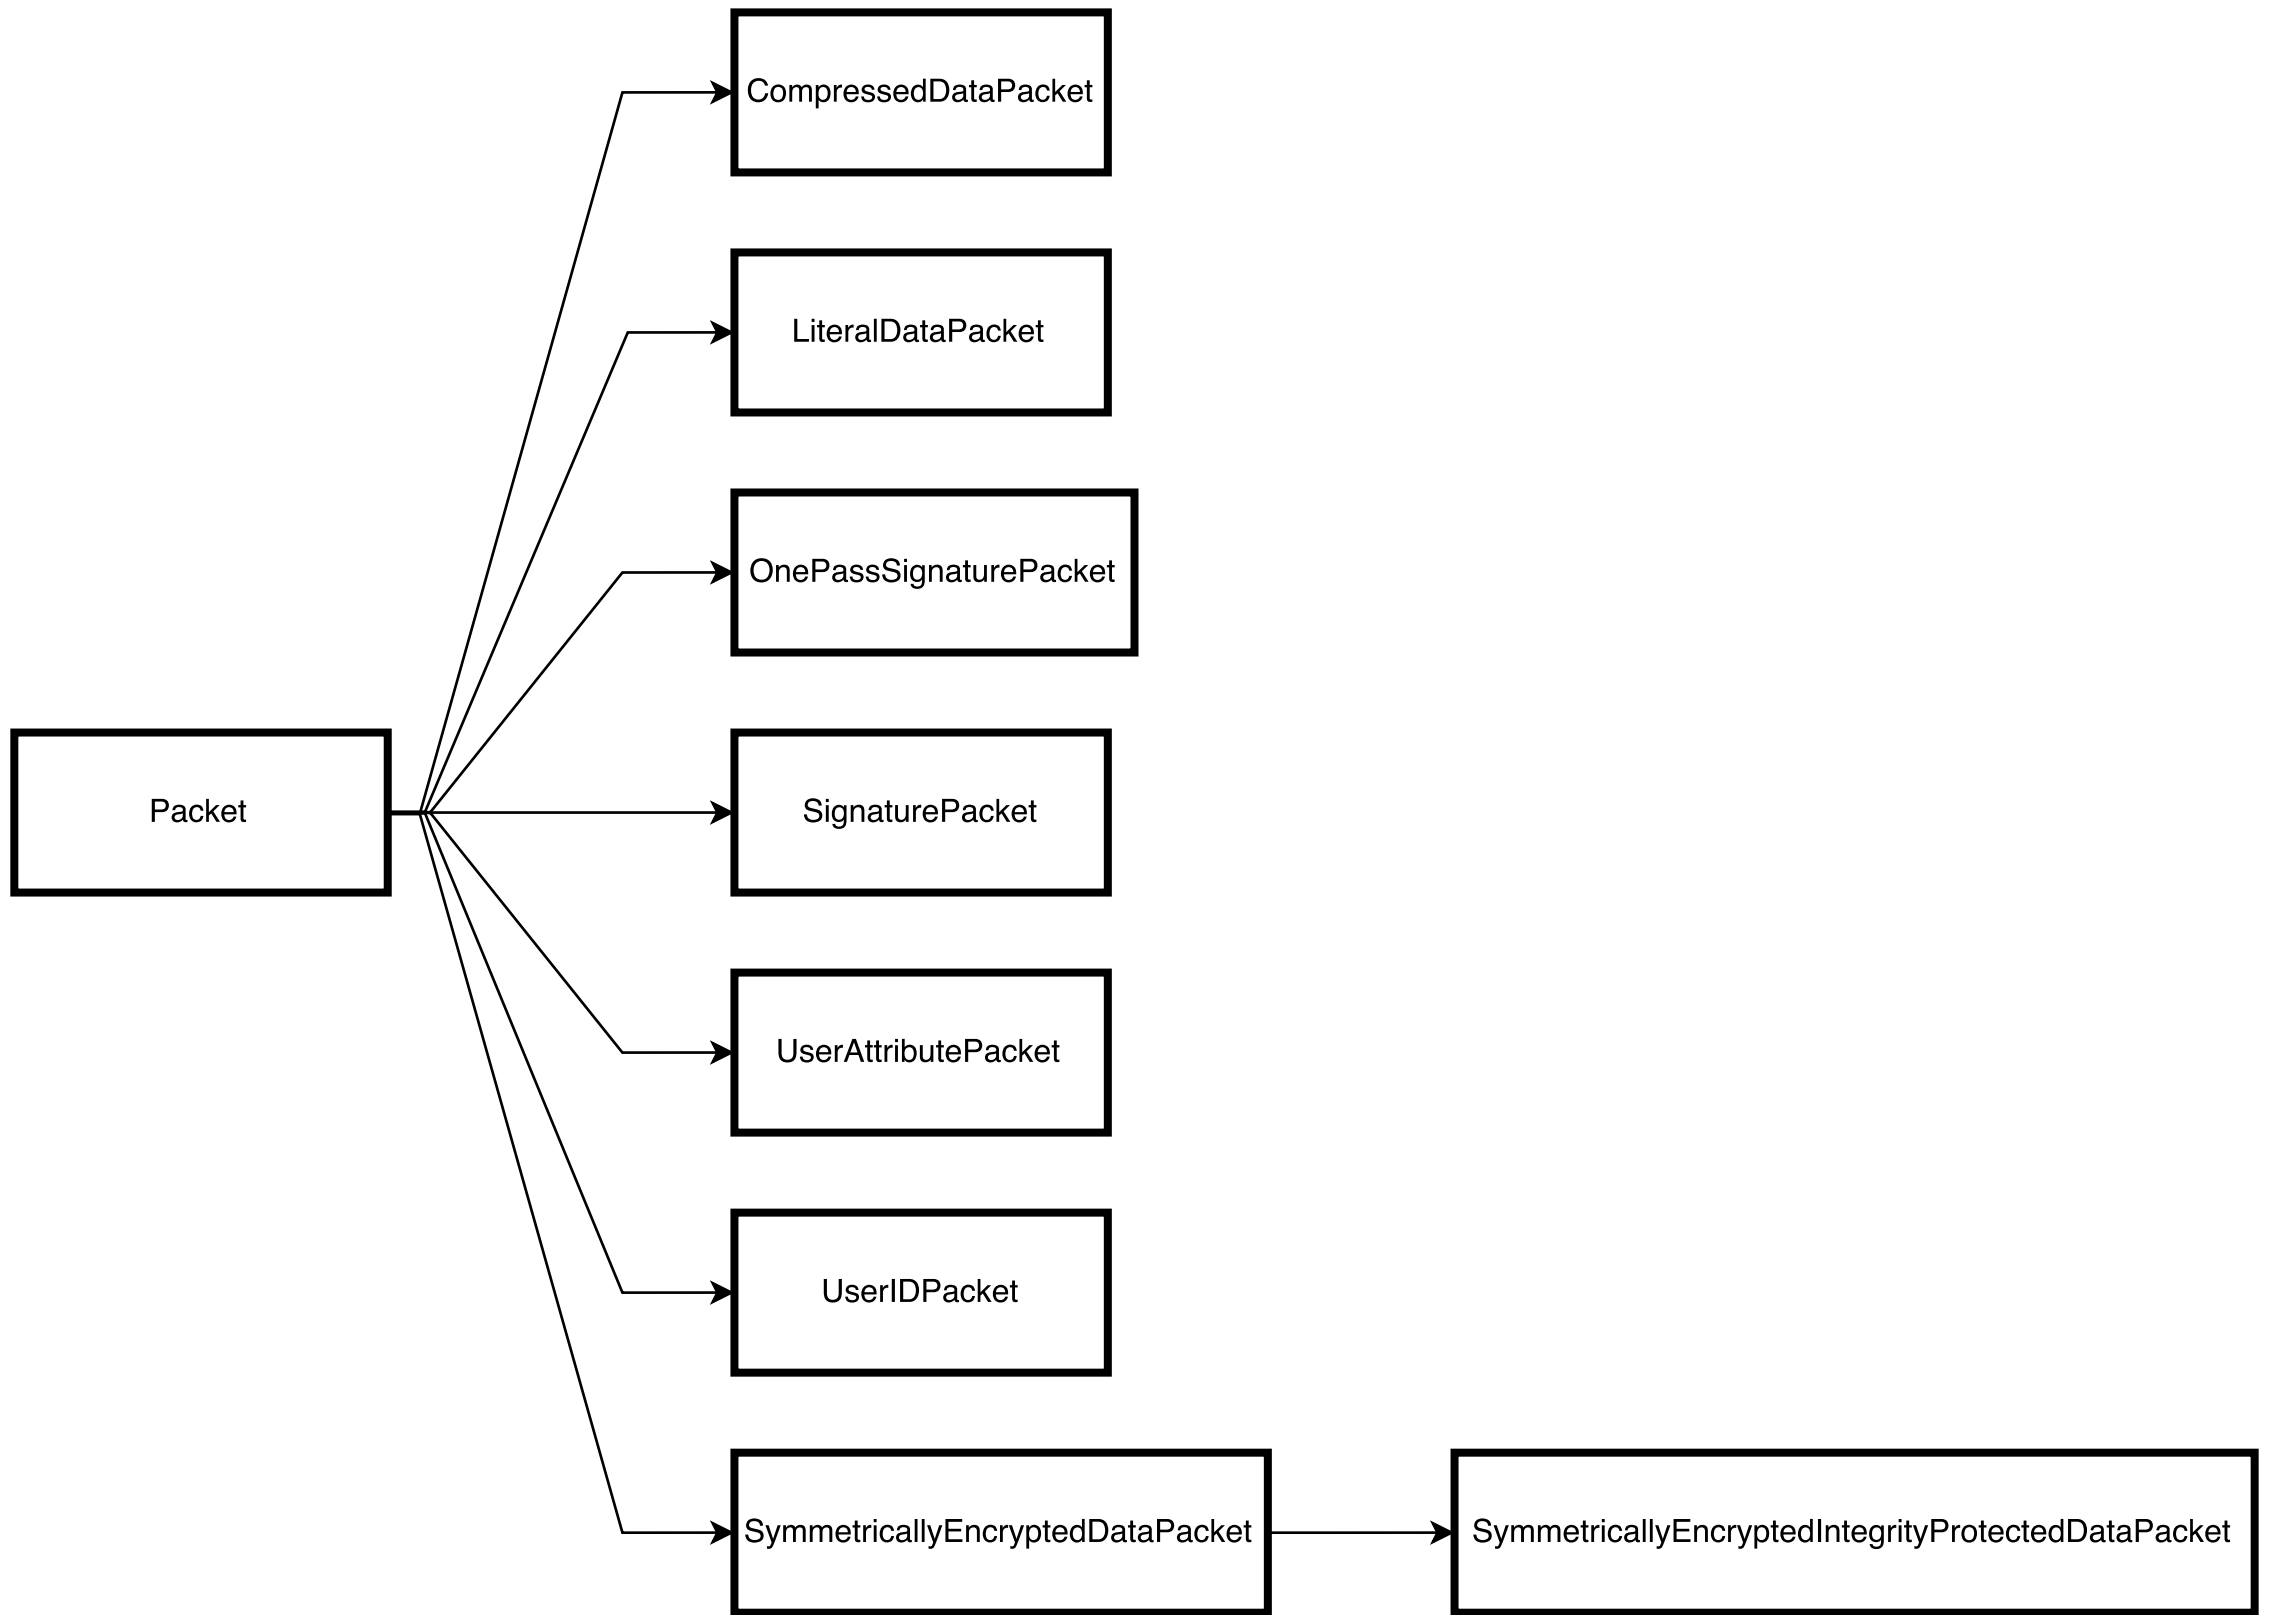 CompressedDataPacket
LiteralDataPacket
OnePassSignaturePacket
Packet
SignaturePacket
UserAttributePacket
UserIDPacket
SymmetricallyEncryptedDataPacket
SymmetricallyEncryptedIntegrityProtectedDataPacket